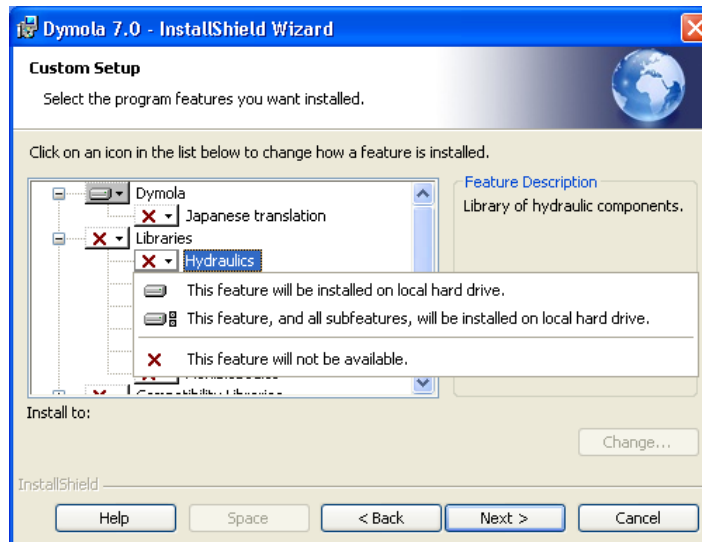 Dymola 7.0 - InstallShield Wizard
Custom Setup
Select the program features you want installed.
Click on an icon in the list below to change how a feature is installed.
Dymola
Japanese translation
Libraries
Hydraulics
Feature Description
Library of hydraulic components.
This feature will be installed on local hard drive.
This feature, and all subfeatures, will be installed on local hard drive.
This feature will not be available.
Compatibility Libraries
Install to:
Change...
InstallShield
Help Space < Back Next > Cancel